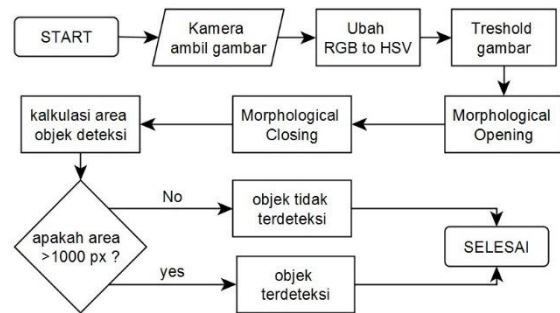 START
Kamera
ambil gambar
Ubah
RGB to HSV
Treshold
gambar
Morphological
Opening
Morphological
Closing
kalkulasi area
objek deteksi
apakah area
>1000 px ?
No
objek tidak
terdeteksi
yes
objek
terdeteksi
SELESAI